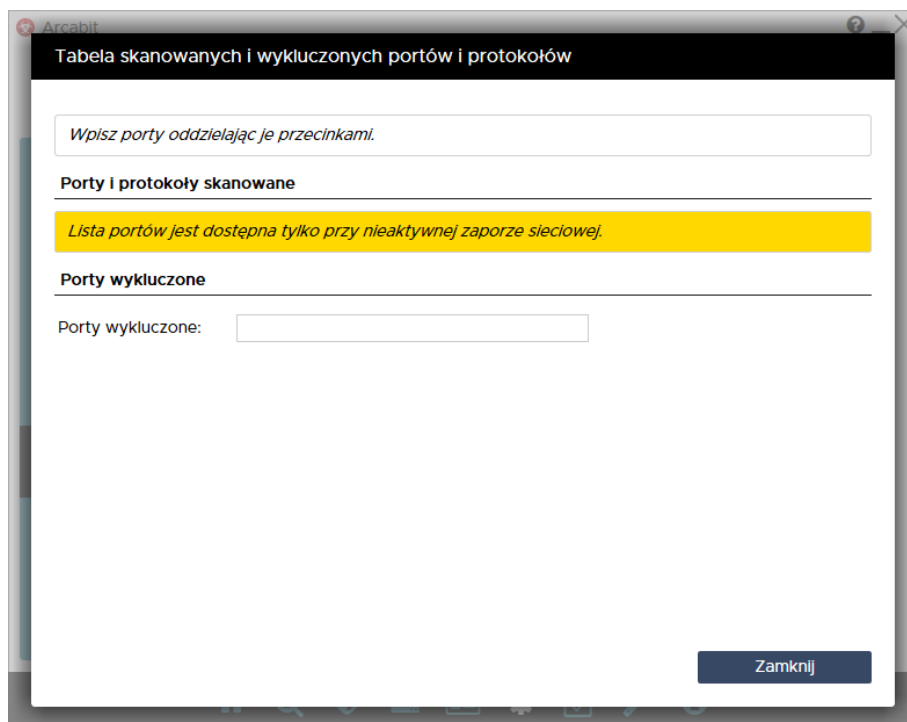 Arcabit
Tabela skanowanych i wykluczonych portów i protokołów
Wpisz porty oddzielając je przecinkami.
Porty i protokoły skanowane
Lista portów jest dostępna tylko przy nieaktywnej zaporze sieciowej.
Porty wykluczone
Porty wykluczone:
Zamknij